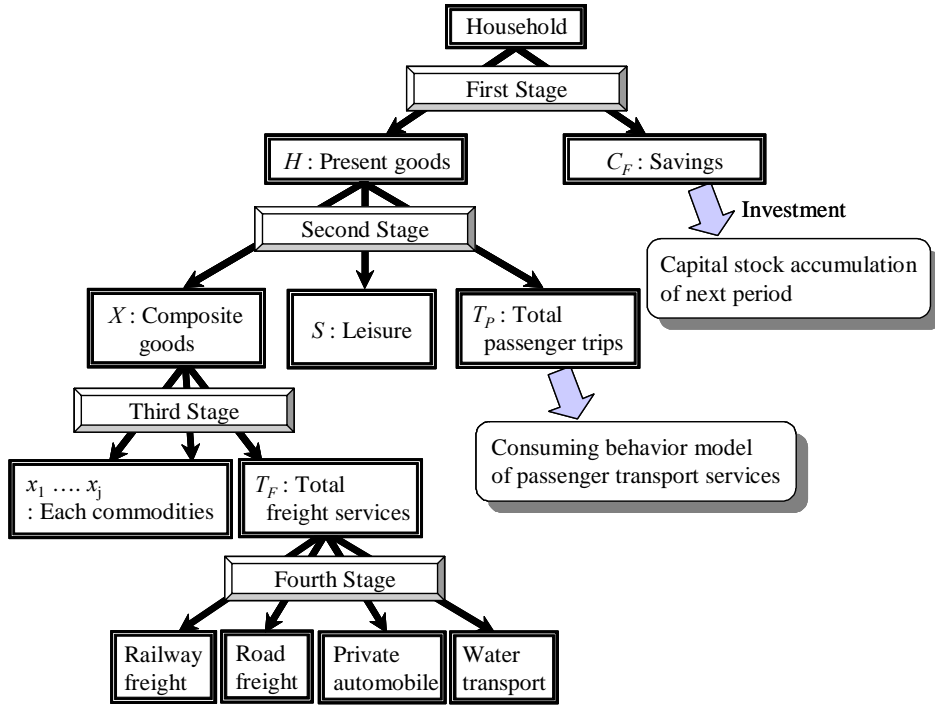 Household
First Stage
H : Present goods
C_F : Savings
Investment
Second Stage
Capital stock accumulation
of next period
X : Composite
goods
S : Leisure
T_P : Total
passenger trips
Third Stage
Consuming behavior model
of passenger transport services
x_1 …. x_j
: Each commodities
T_F : Total
freight services
Fourth Stage
Railway
freight
Road
freight
Private
automobile
Water
transport